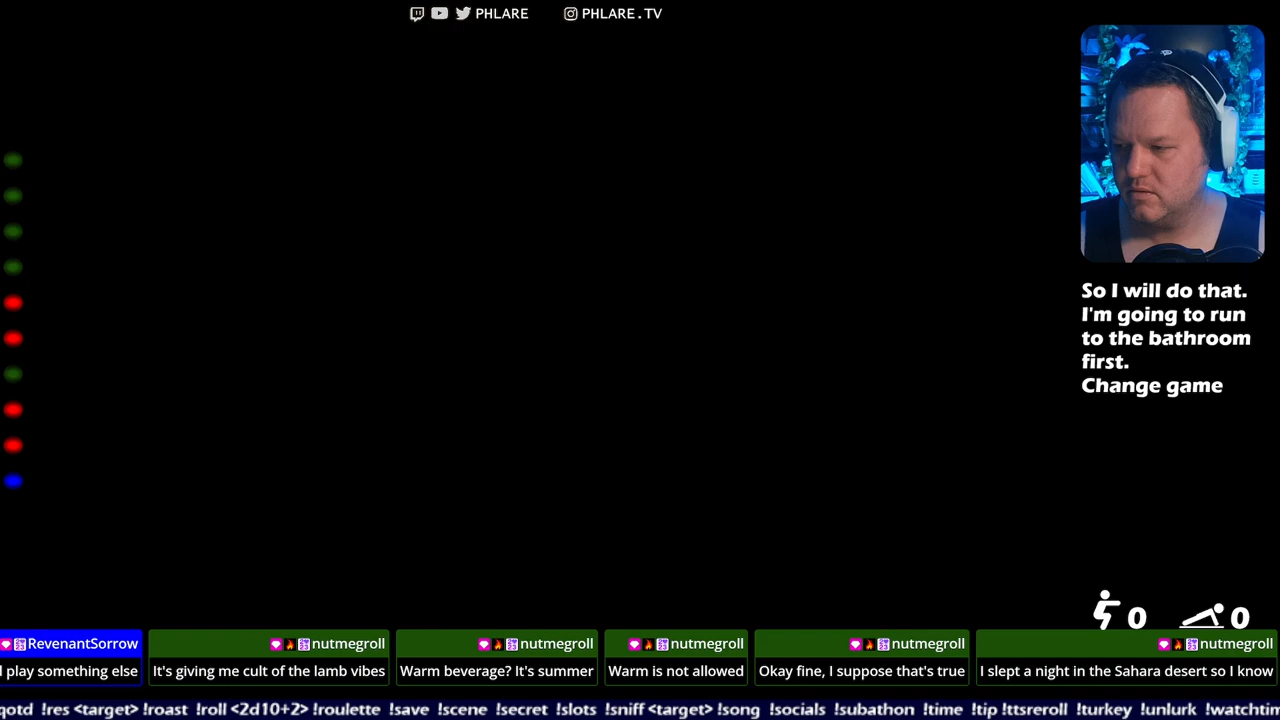 PHLARE PHLARE.TV
So I will do that.
I'm going to run
to the bathroom
first.
Change game
0 0
RevenantSorrow nutmegroll nutmegroll nutmegroll nutmegroll nutmegroll
play something else It's giving me cult of the lamb vibes Warm beverage? It's summer Warm is not allowed Okay fine, I suppose that's true I slept a night in the Sahara desert so I know
qotd !res <target> !roast !roll <2d10+2> !roulette !save !scene !secret !slots !sniff <target> !song !socials !subathon !time !tip !ttsreroll !turkey !unlurk !watchtim